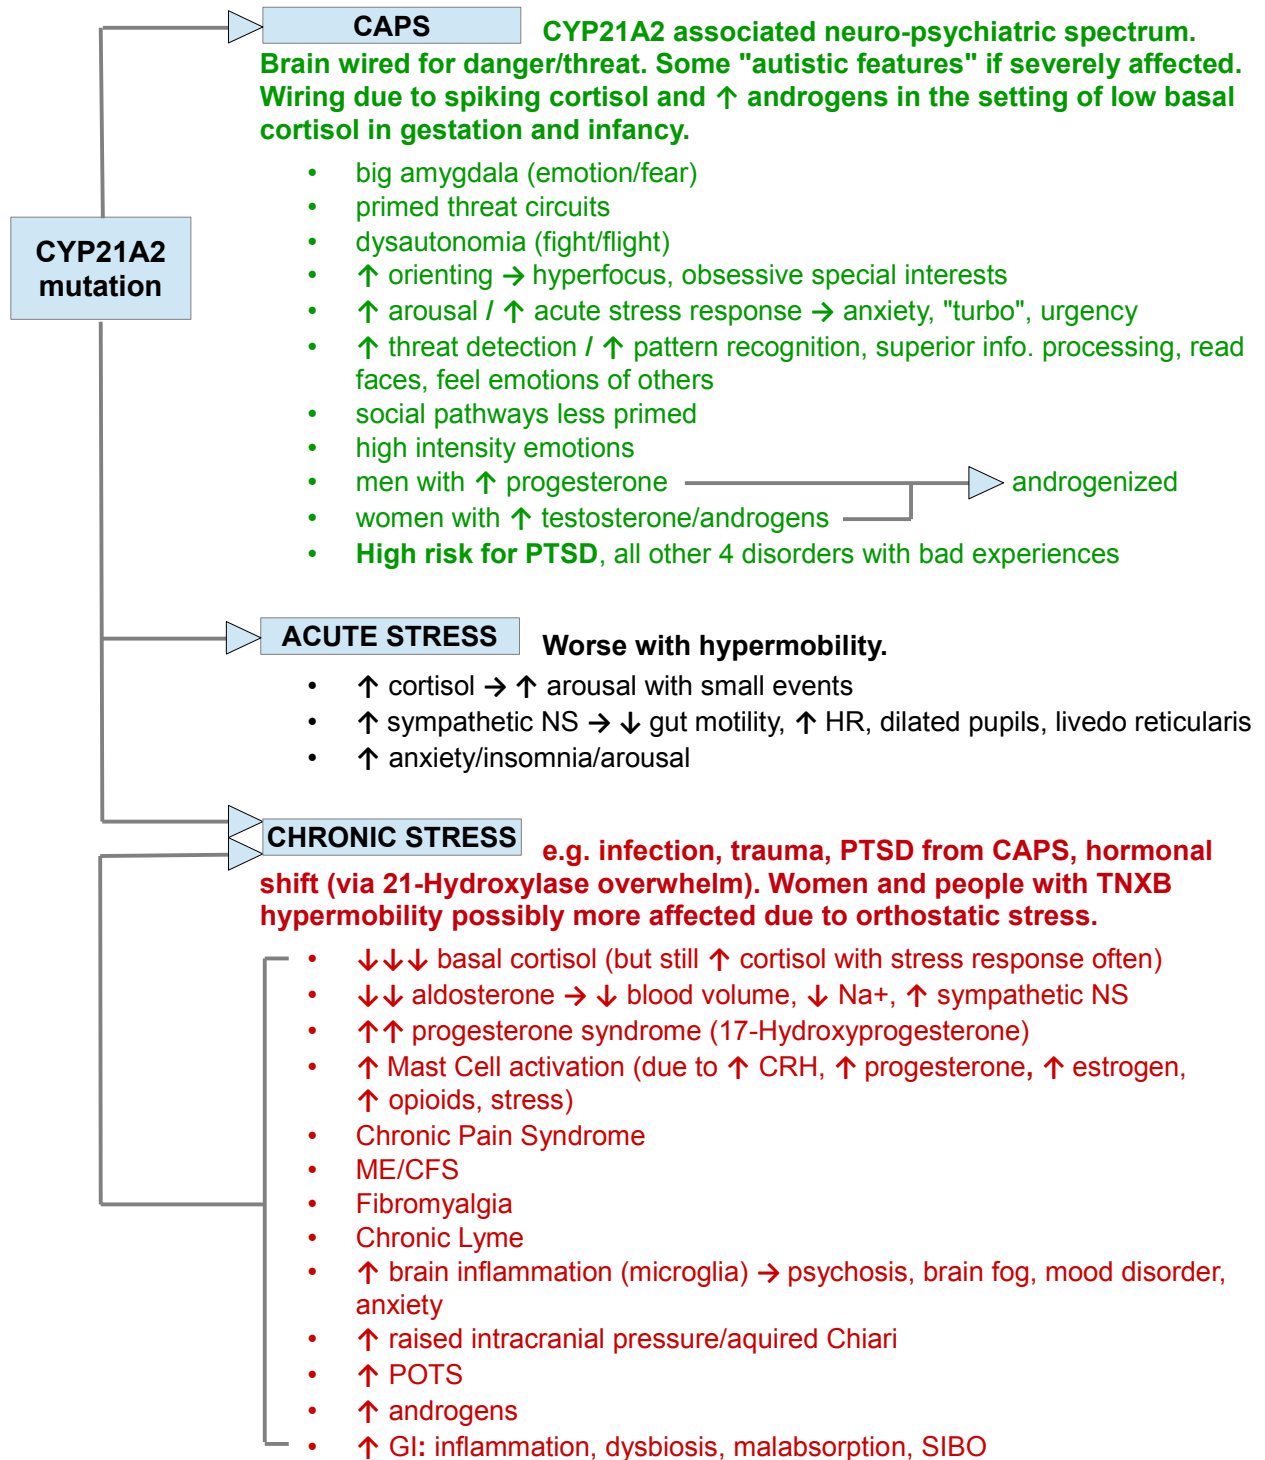 CAPS CYP21A2 associated neuro-psychiatric spectrum.
Brain wired for danger/threat. Some "autistic features" if severely affected.
Wiring due to spiking cortisol and ↑ androgens in the setting of low basal
cortisol in gestation and infancy.
• big amygdala (emotion/fear)
• primed threat circuits
• dysautonomia (fight/flight)
• ↑ orienting → hyperfocus, obsessive special interests
• ↑ arousal / ↑ acute stress response → anxiety, "turbo", urgency
• ↑ threat detection / ↑ pattern recognition, superior info. processing, read
faces, feel emotions of others
• social pathways less primed
• high intensity emotions
• men with ↑ progesterone
androgenized
• women with ↑ testosterone/androgens
• High risk for PTSD, all other 4 disorders with bad experiences
CYP21A2
mutation
ACUTE STRESS Worse with hypermobility.
• ↑ cortisol → ↑ arousal with small events
• ↑ sympathetic NS → ↓ gut motility, ↑ HR, dilated pupils, livedo reticularis
• ↑ anxiety/insomnia/arousal
CHRONIC STRESS e.g. infection, trauma, PTSD from CAPS, hormonal
shift (via 21-Hydroxylase overwhelm). Women and people with TNXB
hypermobility possibly more affected due to orthostatic stress.
• ↓↓↓ basal cortisol (but still ↑ cortisol with stress response often)
• ↓↓ aldosterone → ↓ blood volume, ↓ Na+, ↑ sympathetic NS
• ↑↑ progesterone syndrome (17-Hydroxyprogesterone)
• ↑ Mast Cell activation (due to ↑ CRH, ↑ progesterone, ↑ estrogen,
↑ opioids, stress)
• Chronic Pain Syndrome
• ME/CFS
• Fibromyalgia
• Chronic Lyme
• ↑ brain inflammation (microglia) → psychosis, brain fog, mood disorder,
anxiety
• ↑ raised intracranial pressure/aquired Chiari
• ↑ POTS
• ↑ androgens
• ↑ GI: inflammation, dysbiosis, malabsorption, SIBO